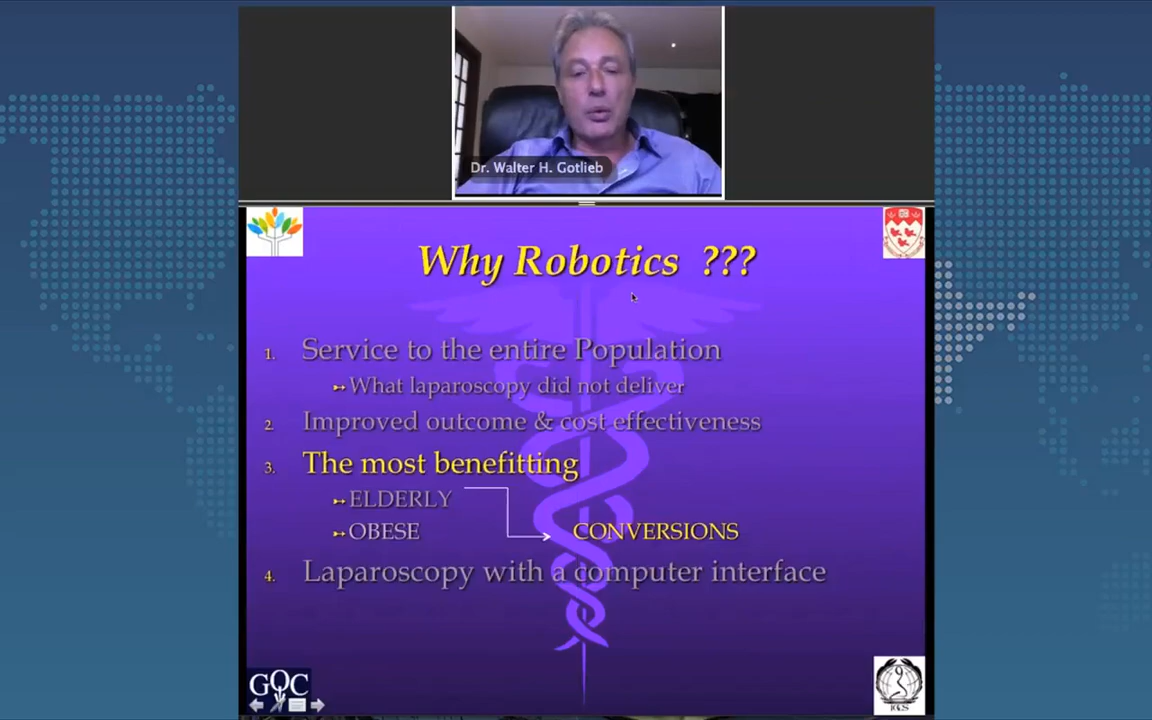 Dr. Walter H. Gotlieb
Why Robotics ???
1. Service to the entire Population
➳What laparoscopy did not deliver
2. Improved outcome & cost effectiveness
3. The most benefitting
➳ELDERLY
➳OBESE
CONVERSIONS
4. Laparoscopy with a computer interface
GOC